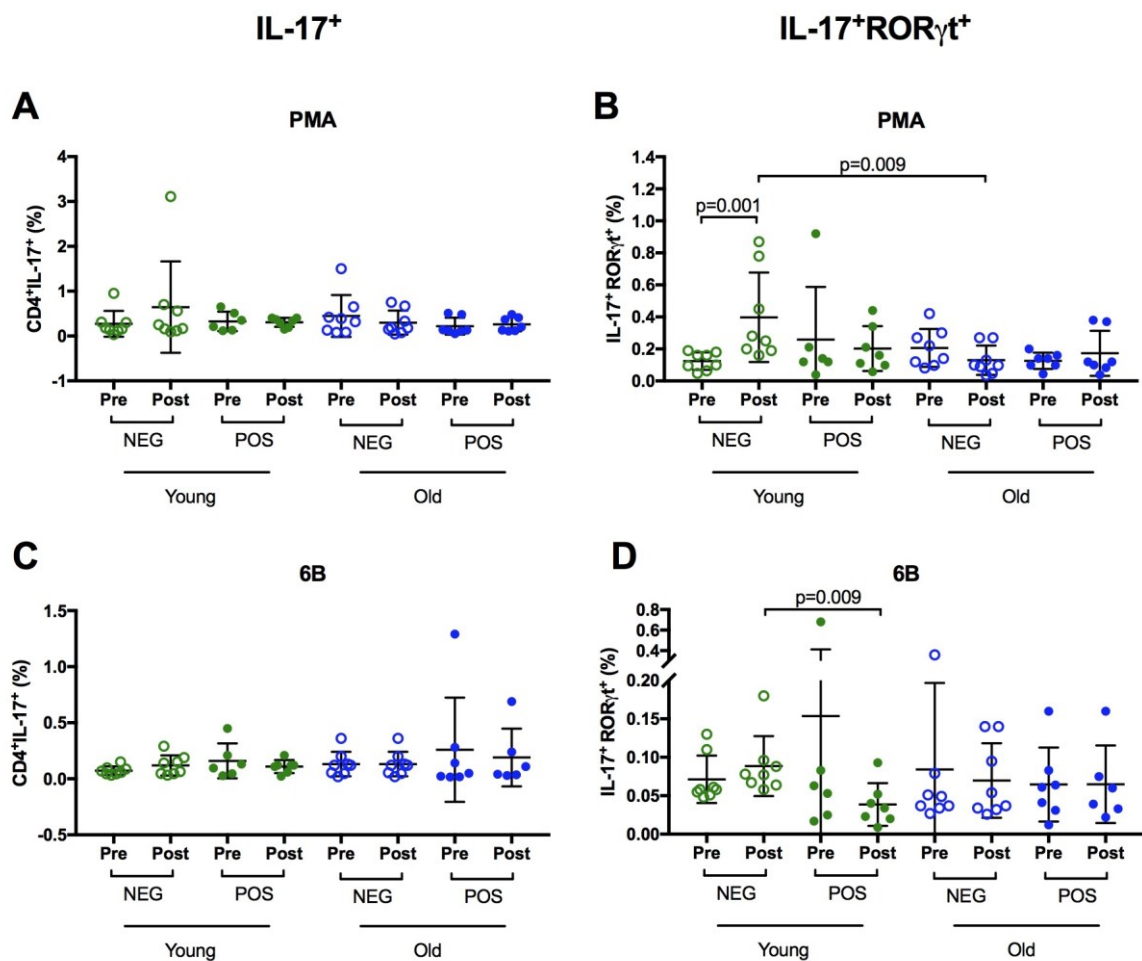 IL-17⁺ IL-17⁺RORγt⁺
A
PMA
CD4⁺IL-17⁺ (%)
4
3
2
1
0
-1
Pre Post Pre Post Pre Post Pre Post
NEG POS NEG POS
Young Old
B
PMA
IL-17⁺ RORγt⁺ (%)
1.4
1.2
1.0
0.8
0.6
0.4
0.2
0.0
p=0.009
p=0.001
Pre Post Pre Post Pre Post Pre Post
NEG POS NEG POS
Young Old
C
6B
CD4⁺IL-17⁺ (%)
1.5
1.0
0.5
0.0
-0.5
Pre Post Pre Post Pre Post Pre Post
NEG POS NEG POS
Young Old
D
6B
IL-17⁺ RORγt⁺ (%)
0.8
0.6
0.4
0.20
0.15
0.10
0.05
0.00
p=0.009
Pre Post Pre Post Pre Post Pre Post
NEG POS NEG POS
Young Old